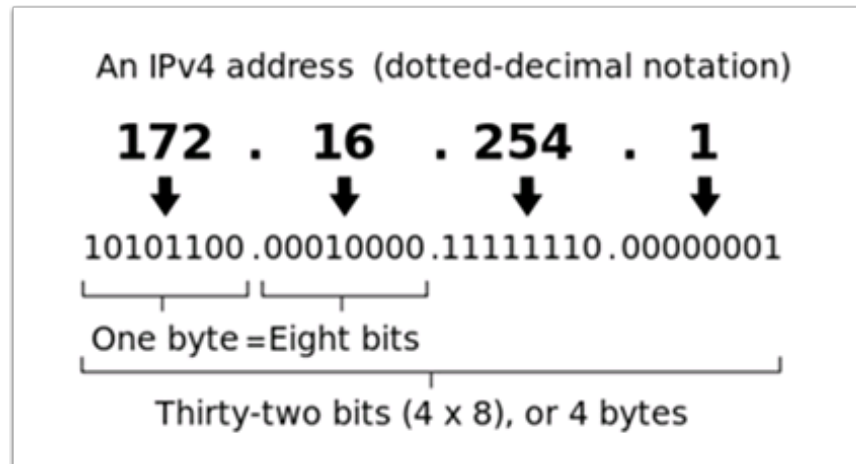 An IPv4 address (dotted-decimal notation)
172 . 16 . 254 . 1
10101100.00010000.11111110.00000001
One byte=Eight bits
Thirty-two bits (4 x 8), or 4 bytes